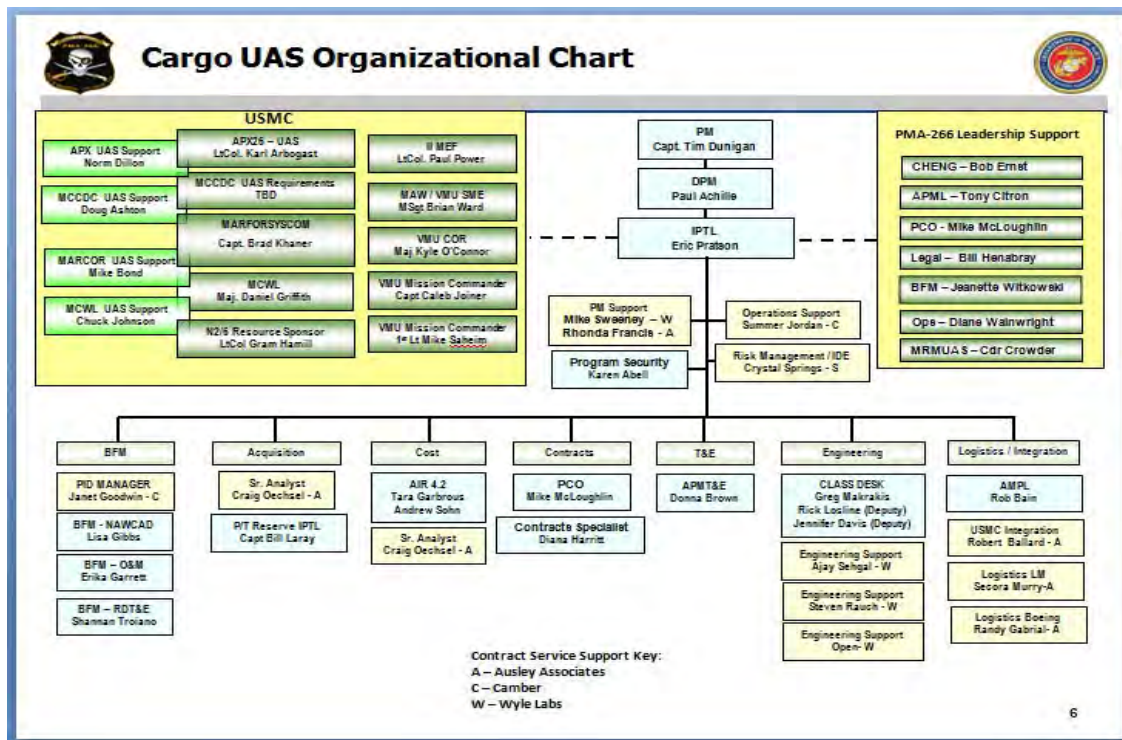 PMA-266
Cargo UAS Organizational Chart
USMC
APX UAS Support
Norm Dillon
MCCDC UAS Support
Doug Ashton
MARCOR UAS Support
Mike Bond
MCWL UAS Support
Chuck Johnson
APX26 – UAS
LtCol. Karl Arbogast
MCCDC UAS Requirements
TBD
MARFORSYSCOM
Capt. Brad Khaner
MCWL
Maj. Daniel Griffith
N2/6 Resource Sponsor
LtCol Gram Hamill
II MEF
LtCol. Paul Power
MAW / VMU SME
MSgt Brian Ward
VMU COR
Maj Kyle O'Connor
VMU Mission Commander
Capt Caleb Joiner
VMU Mission Commander
1st Lt Mike Saheim
PM
Capt. Tim Dunigan
DPM
Paul Achille
IPTL
Eric Pratson
PM Support
Mike Sweeney – W
Rhonda Francis - A
Program Security
Karen Abell
Operations Support
Summer Jordan - C
Risk Management / IDE
Crystal Springs - S
PMA-266 Leadership Support
CHENG – Bob Ernst
APML – Tony Citron
PCO - Mike McLoughlin
Legal – Bill Henabray
BFM – Jeanette Witkowski
Ops – Diane Wainwright
MRMUAS – Cdr Crowder
BFM
PID MANAGER
Janet Goodwin - C
BFM - NAWCAD
Lisa Gibbs
BFM – O&M
Erika Garrett
BFM – RDT&E
Shannan Troiano
Acquisition
Sr. Analyst
Craig Oechsel - A
P/T Reserve IPTL
Capt Bill Laray
Cost
AIR 4.2
Tara Garbrous
Andrew Sohn
Sr. Analyst
Craig Oechsel - A
Contracts
PCO
Mike McLoughlin
Contracts Specialist
Diana Harritt
T&E
APMT&E
Donna Brown
Engineering
CLASS DESK
Greg Makrakis
Rick Losline (Deputy)
Jennifer Davis (Deputy)
Engineering Support
Ajay Sehgal - W
Engineering Support
Steven Rauch - W
Engineering Support
Open- W
Logistics / Integration
AMPL
Rob Bain
USMC Integration
Robert Ballard - A
Logistics LM
Secora Murry-A
Logistics Boeing
Randy Gabrial- A
Contract Service Support Key:
A – Ausley Associates
C – Camber
W – Wyle Labs
6